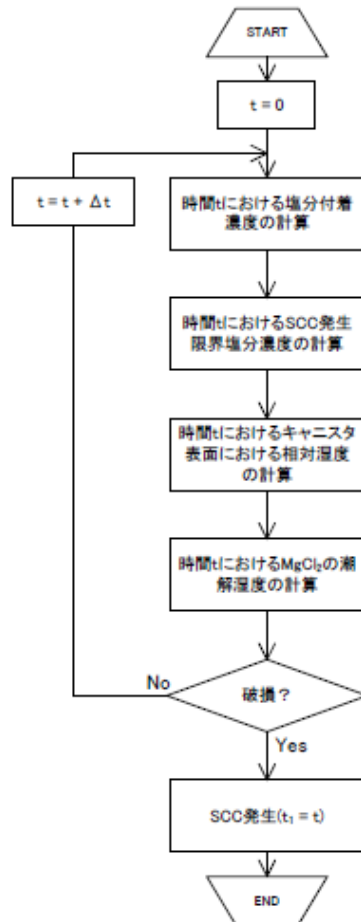 START
t = 0
t = t + Δt
時間tにおける塩分付着
濃度の計算
時間tにおけるSCC発生
限界塩分濃度の計算
時間tにおけるキャニスタ
表面における相対湿度
の計算
時間tにおけるMgCl₂の潮
解湿度の計算
No
破損？
Yes
SCC発生(t₁ = t)
END